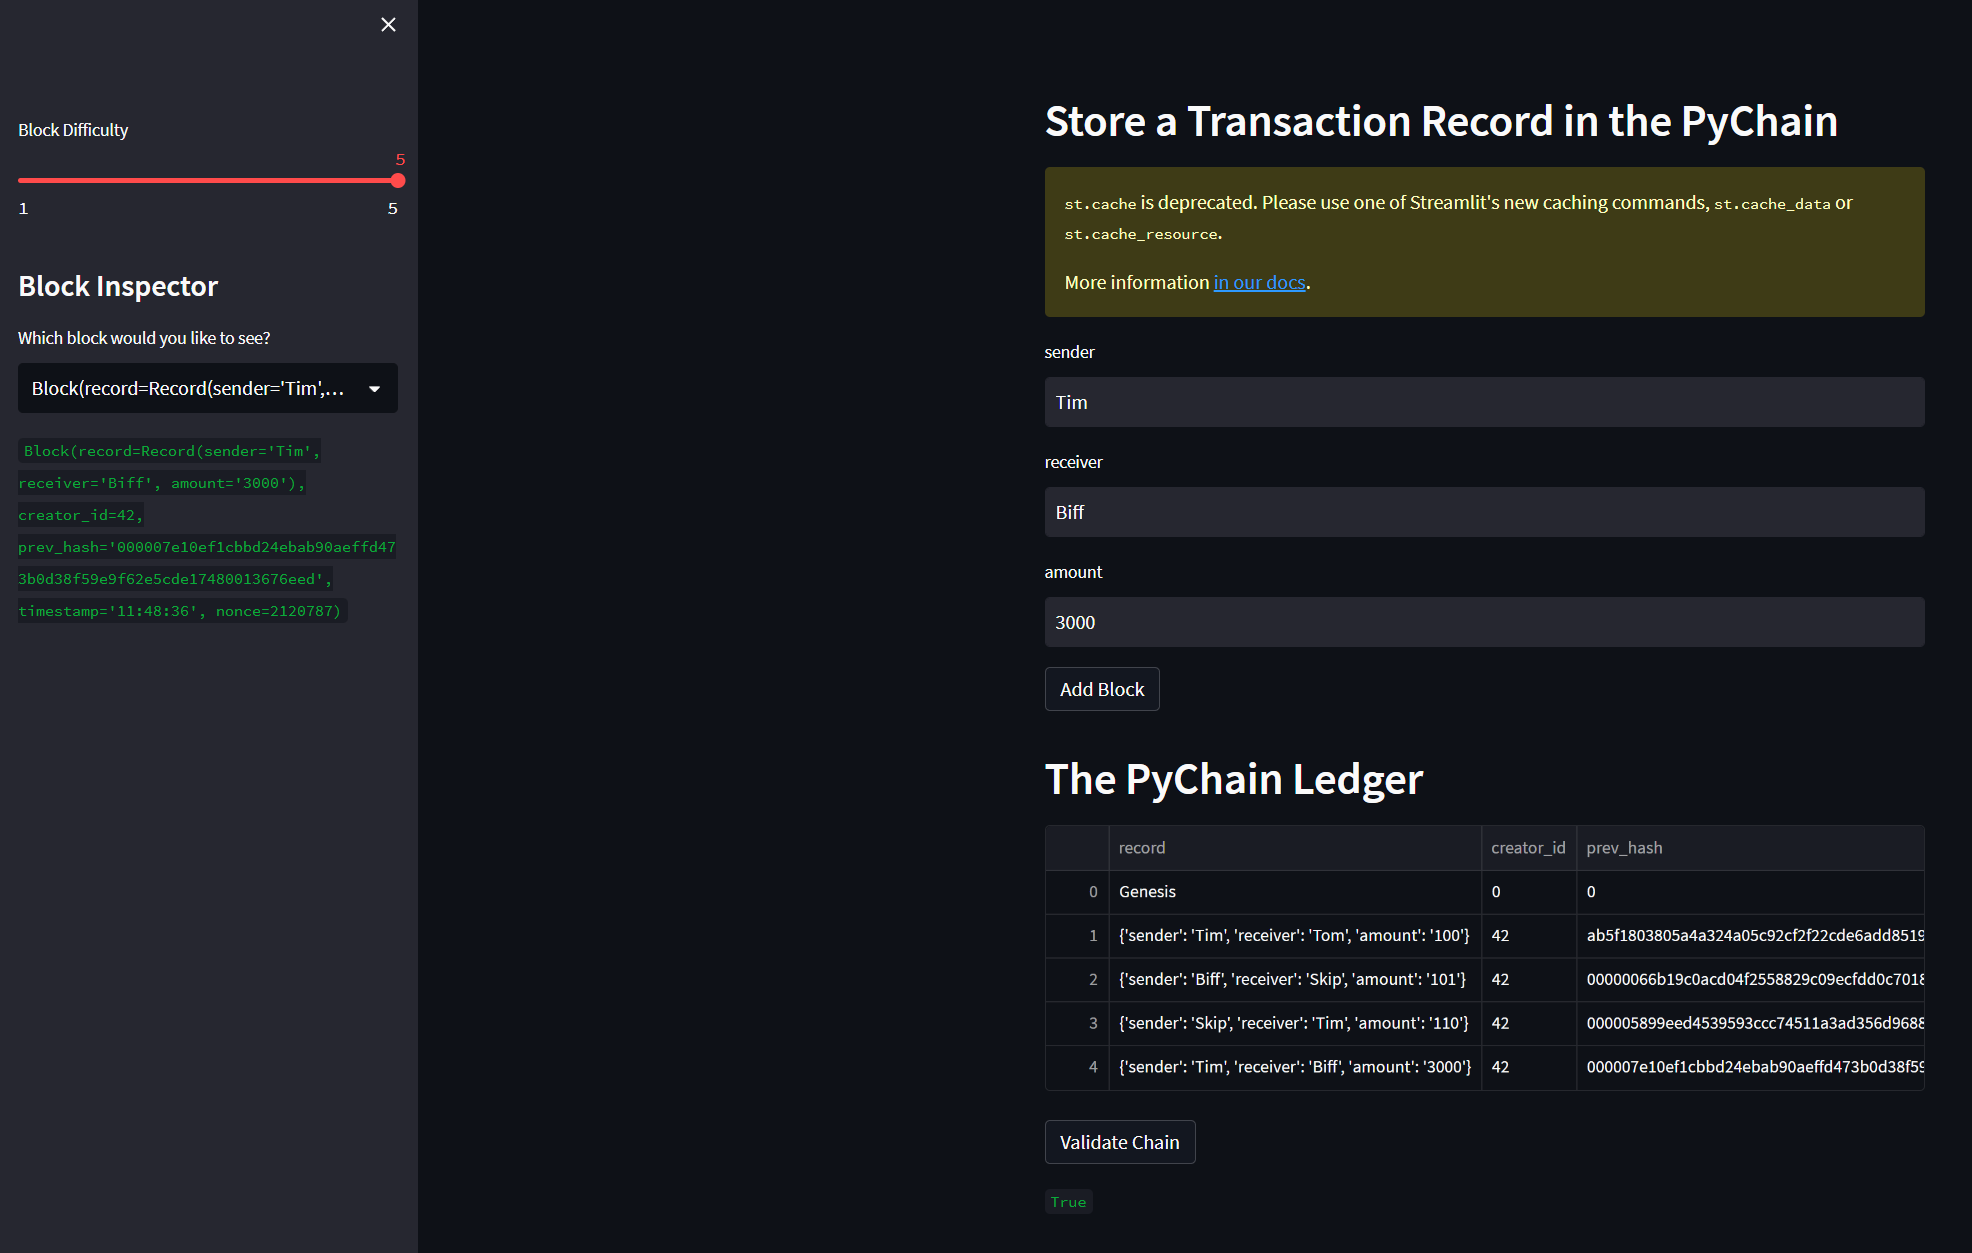 Block Difficulty
5
1 5
Block Inspector
Which block would you like to see?
Block(record=Record(sender='Tim',...
Block(record=Record(sender='Tim',
receiver='Biff', amount='3000'),
creator_id=42,
prev_hash='000007e10ef1cbbd24ebab90aeffd47
3b0d38f59e9f62e5cde17480013676eed',
timestamp='11:48:36', nonce=2120787)
Store a Transaction Record in the PyChain
st.cache is deprecated. Please use one of Streamlit's new caching commands, st.cache_data or
st.cache_resource.
More information in our docs.
sender
Tim
receiver
Biff
amount
3000
Add Block
The PyChain Ledger
record creator_id prev_hash
0 Genesis 0 0
1 {'sender': 'Tim', 'receiver': 'Tom', 'amount': '100'} 42 ab5f1803805a4a324a05c92cf2f22cde6add8519
2 {'sender': 'Biff', 'receiver': 'Skip', 'amount': '101'} 42 00000066b19c0acd04f2558829c09ecfdd0c7018
3 {'sender': 'Skip', 'receiver': 'Tim', 'amount': '110'} 42 000005899eed4539593ccc74511a3ad356d9688
4 {'sender': 'Tim', 'receiver': 'Biff', 'amount': '3000'} 42 000007e10ef1cbbd24ebab90aeffd473b0d38f59
Validate Chain
True